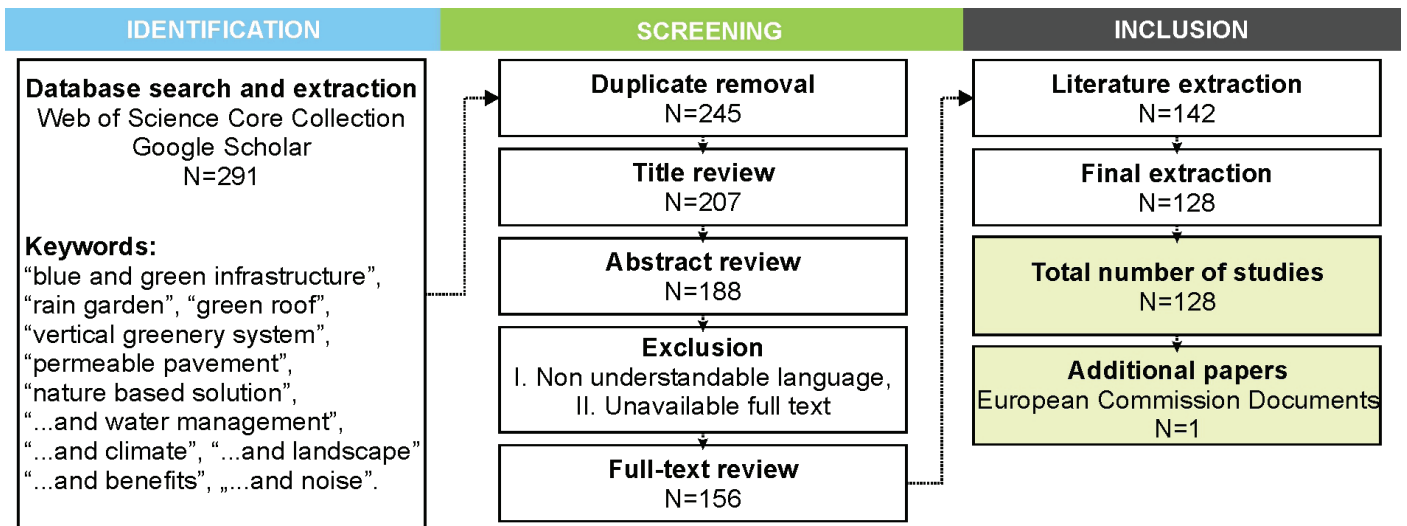 IDENTIFICATION
Database search and extraction
Web of Science Core Collection
Google Scholar
N=291
Keywords:
“blue and green infrastructure”,
“rain garden”, “green roof”,
“vertical greenery system”,
“permeable pavement”,
“nature based solution”,
“...and water management”,
“...and climate”, “...and landscape”
“...and benefits”, „...and noise”.
SCREENING
Duplicate removal
N=245
Title review
N=207
Abstract review
N=188
Exclusion
I. Non understandable language,
II. Unavailable full text
Full-text review
N=156
INCLUSION
Literature extraction
N=142
Final extraction
N=128
Total number of studies
N=128
Additional papers
European Commission Documents
N=1